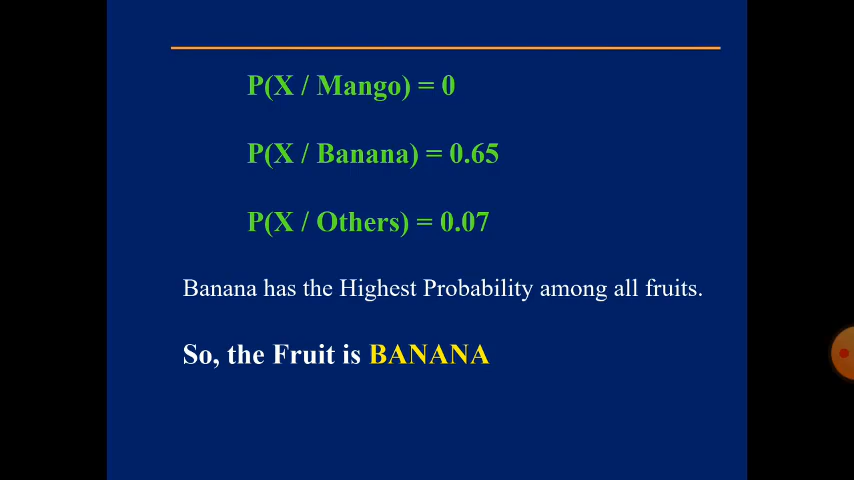 P(X / Mango) = 0
P(X / Banana) = 0.65
P(X / Others) = 0.07
Banana has the Highest Probability among all fruits.
So, the Fruit is BANANA